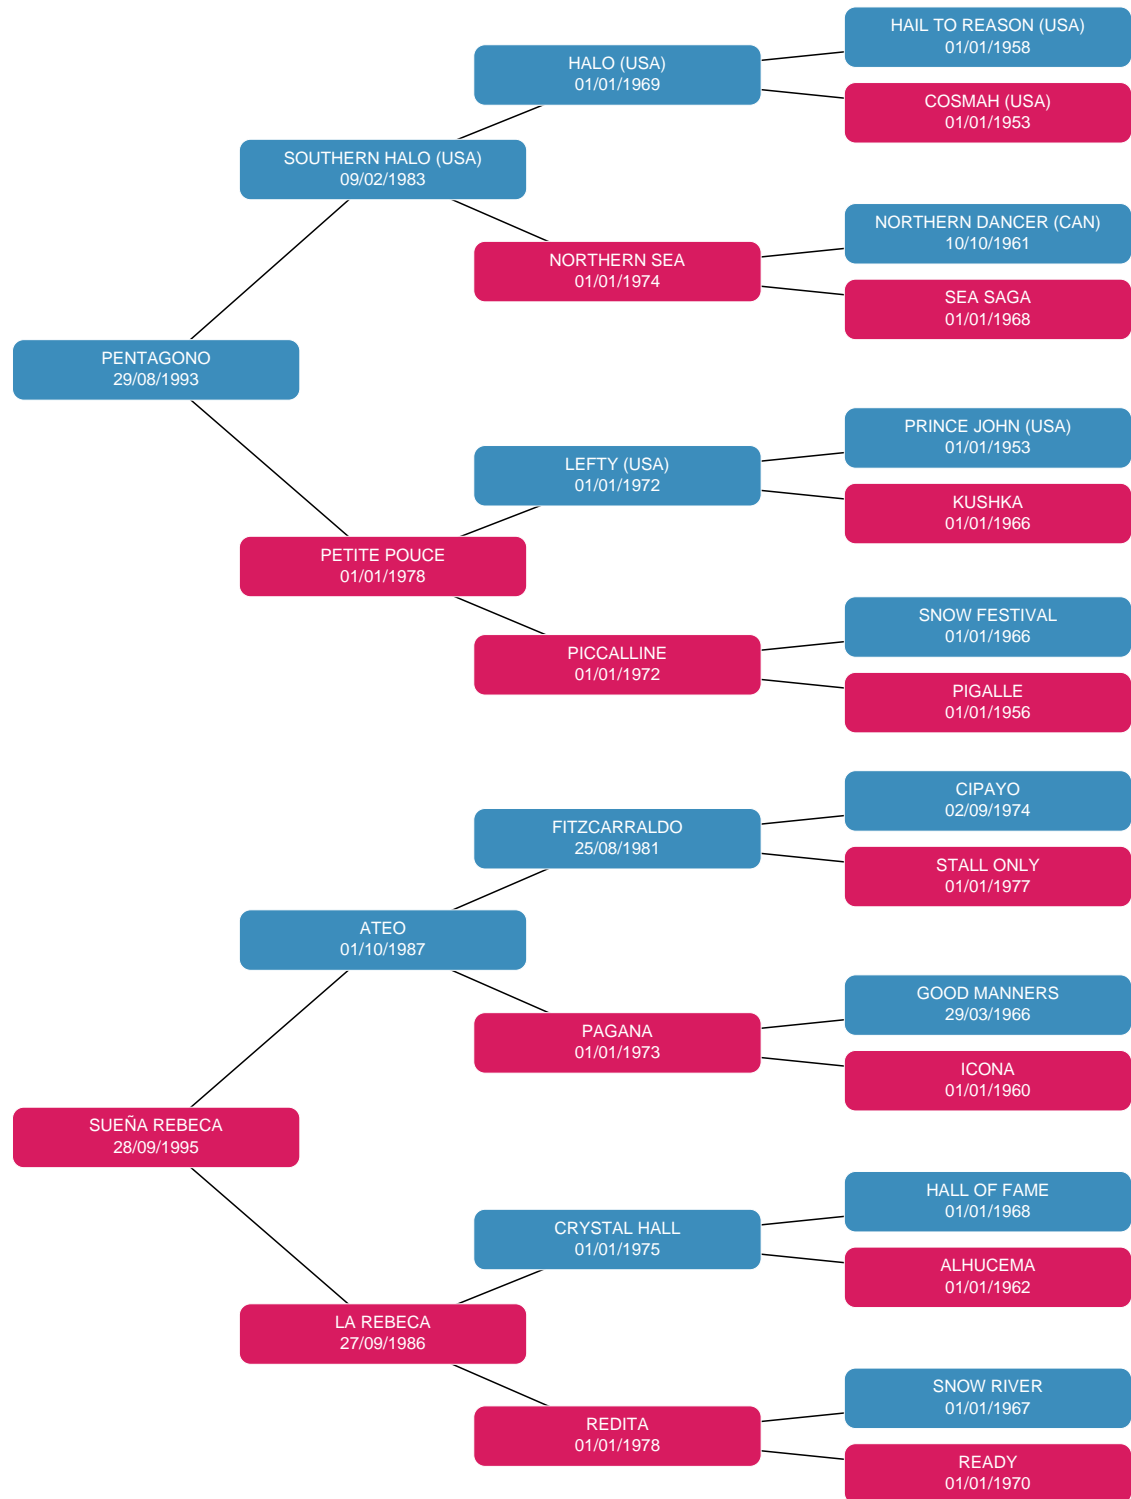 HAIL TO REASON (USA)
01/01/1958
HALO (USA)
01/01/1969
COSMAH (USA)
01/01/1953
SOUTHERN HALO (USA)
09/02/1983
NORTHERN DANCER (CAN)
10/10/1961
NORTHERN SEA
01/01/1974
SEA SAGA
01/01/1968
PENTAGONO
29/08/1993
PRINCE JOHN (USA)
01/01/1953
LEFTY (USA)
01/01/1972
KUSHKA
01/01/1966
PETITE POUCE
01/01/1978
SNOW FESTIVAL
01/01/1966
PICCALLINE
01/01/1972
PIGALLE
01/01/1956
CIPAYO
02/09/1974
FITZCARRALDO
25/08/1981
STALL ONLY
01/01/1977
ATEO
01/10/1987
GOOD MANNERS
29/03/1966
PAGANA
01/01/1973
ICONA
01/01/1960
SUEÑA REBECA
28/09/1995
HALL OF FAME
01/01/1968
CRYSTAL HALL
01/01/1975
ALHUCEMA
01/01/1962
LA REBECA
27/09/1986
SNOW RIVER
01/01/1967
REDITA
01/01/1978
READY
01/01/1970